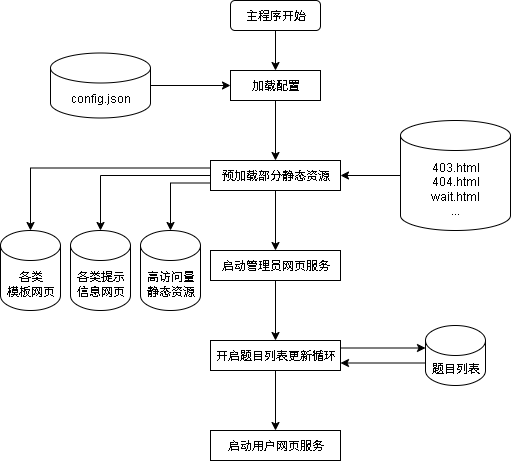 主程序开始
config.json
加载配置
预加载部分静态资源
403.html
404.html
wait.html
...
各类
模板网页
各类提示
信息网页
高访问量
静态资源
启动管理员网页服务
开启题目列表更新循环
题目列表
启动用户网页服务